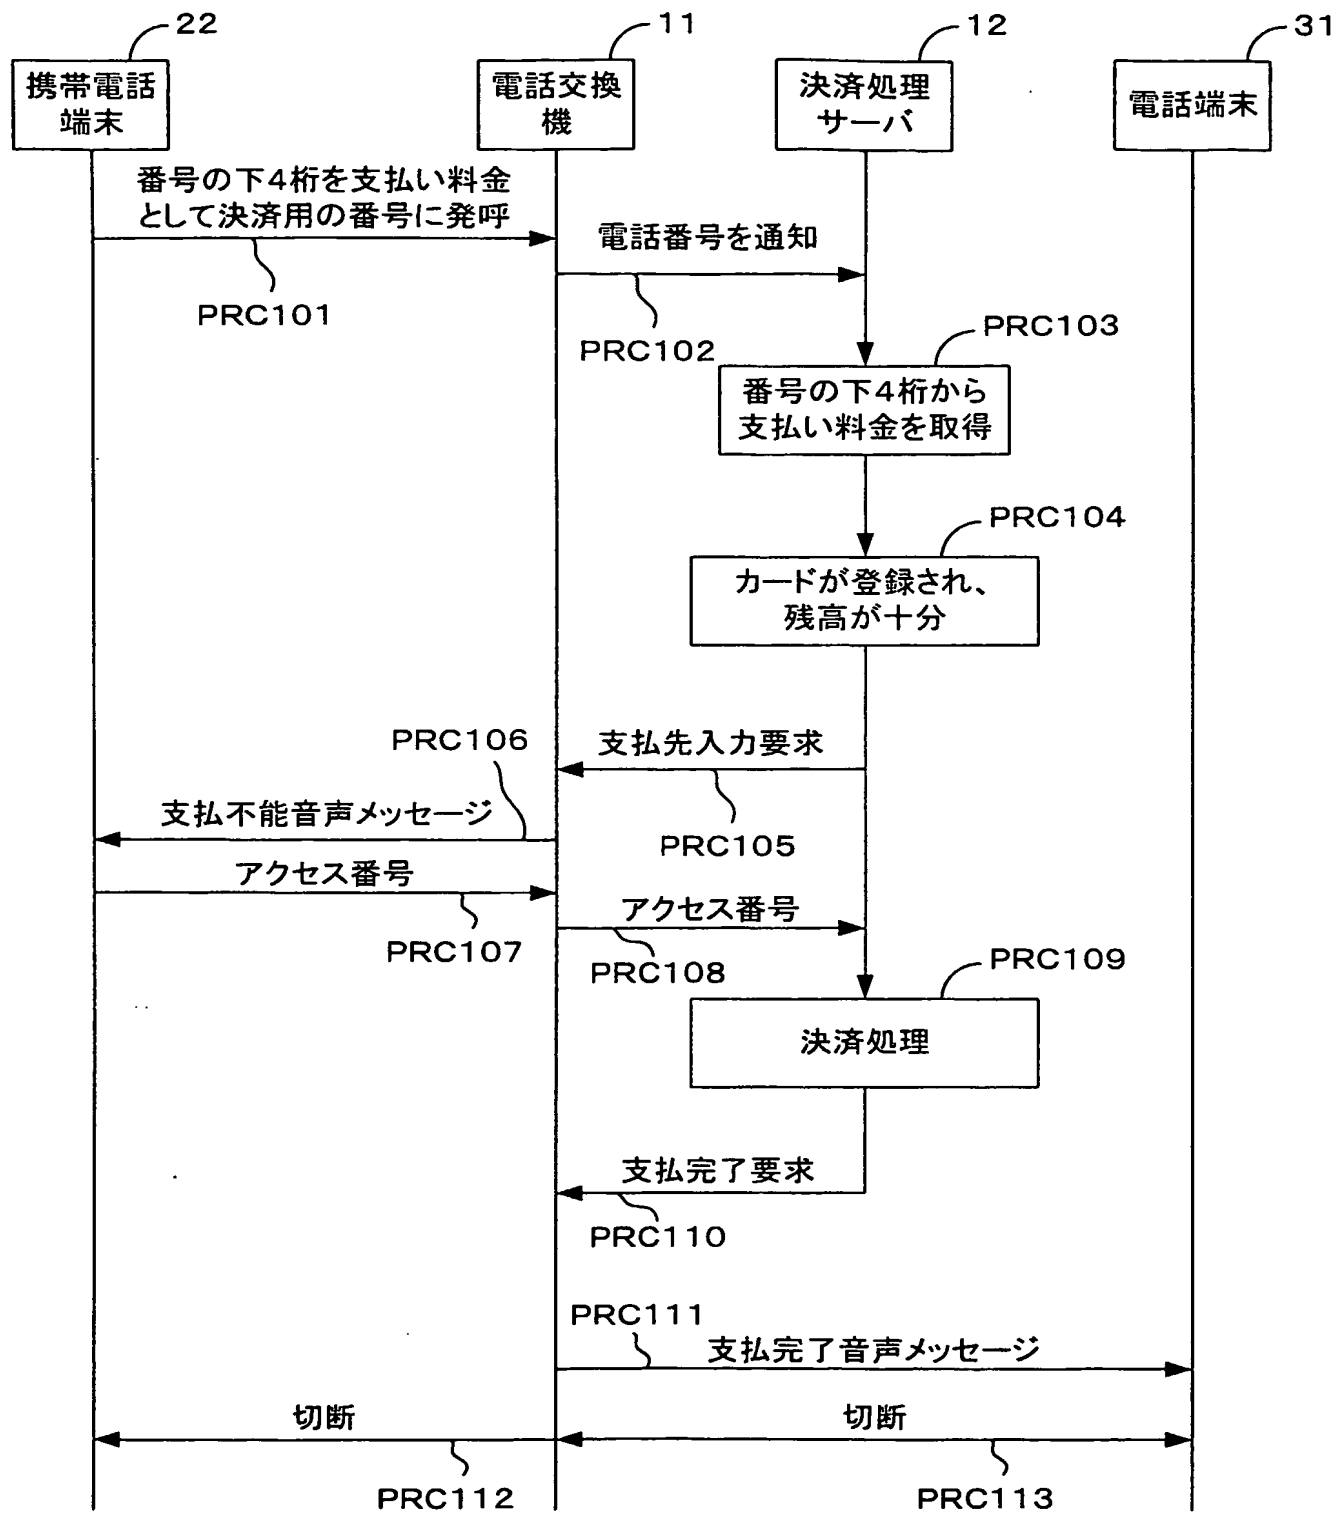 22
11
12
31
携帯電話
端末
電話交換
機
決済処理
サーバ
電話端末
番号の下4桁を支払い料金
として決済用の番号に発呼
PRC101
電話番号を通知
PRC102
PRC103
番号の下4桁から
支払い料金を取得
PRC104
カードが登録され、
残高が十分
支払先入力要求
PRC105
PRC106
支払不能音声メッセージ
アクセス番号
PRC107
アクセス番号
PRC108
PRC109
決済処理
支払完了要求
PRC110
PRC111
支払完了音声メッセージ
切断
切断
PRC112
PRC113